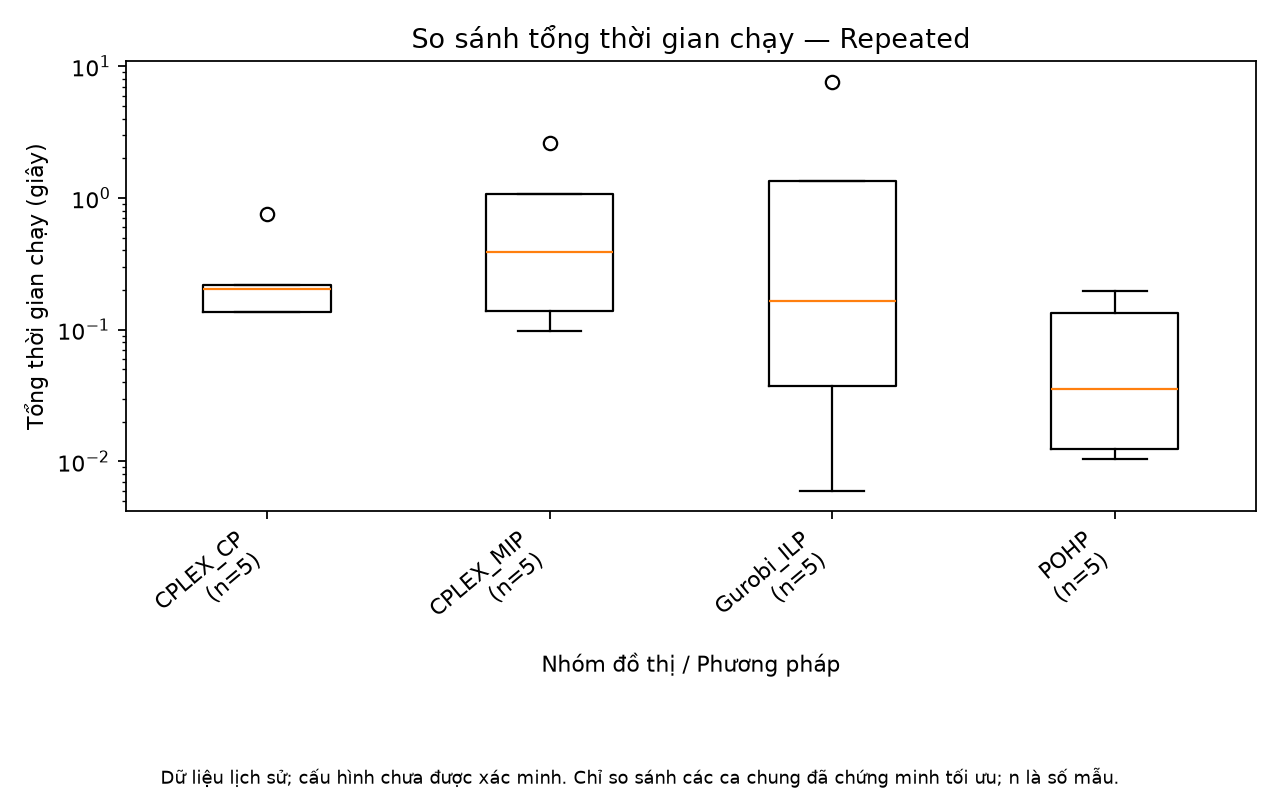 So sánh tổng thời gian chạy — Repeated
Tổng thời gian chạy (giây)
10¹
10⁰
10⁻¹
10⁻²
CPLEX_CP
(n=5)
CPLEX_MIP
(n=5)
Gurobi_ILP
(n=5)
POHP
(n=5)
Nhóm đồ thị / Phương pháp
Dữ liệu lịch sử; cấu hình chưa được xác minh. Chỉ so sánh các ca chung đã chứng minh tối ưu; n là số mẫu.